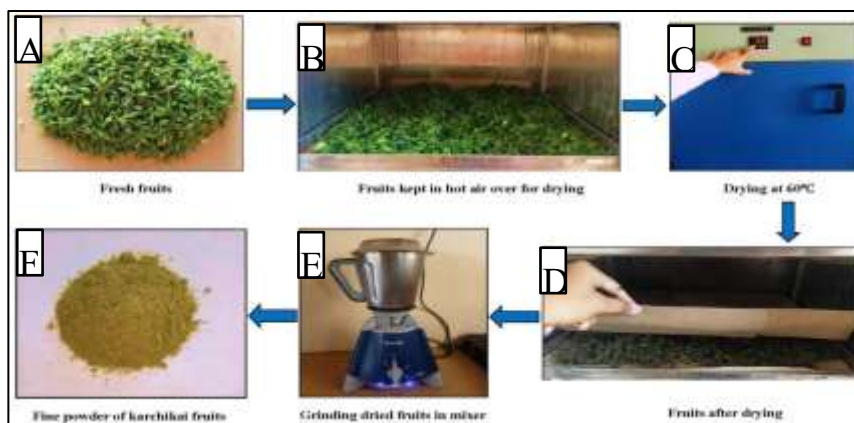 A
B
C
Fresh fruits
Fruits kept in hot air over for drying
Drying at 60℃
F
E
D
Fine powder of karchikai fruits
Grinding dried fruits in mixer
Fruits after drying